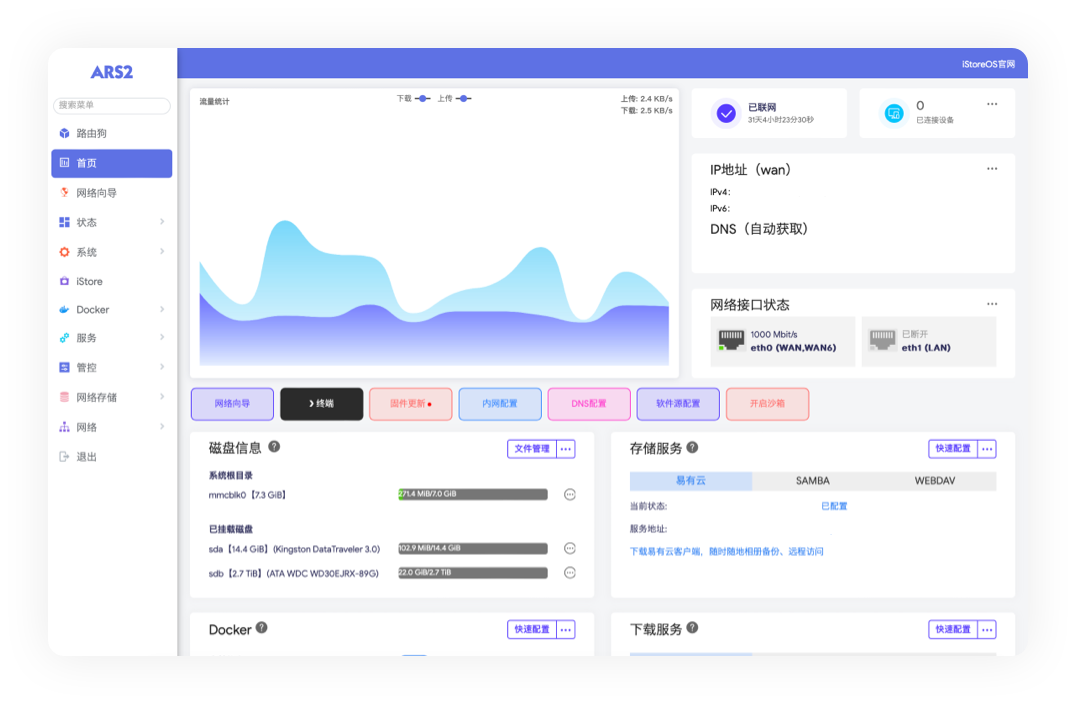 ARS2
iStoreOS官网
搜索菜单
路由狗
首页
网络向导
状态
系统
iStore
Docker
服务
管控
网络存储
网络
退出
流量统计
下载 上传
上传: 2.4 KB/s
下载: 2.5 KB/s
已联网
31天4小时23分30秒
0
已连接设备
IP地址（wan）
IPv4:
IPv6:
DNS（自动获取）
网络接口状态
1000 Mbit/s
eth0 (WAN,WAN6)
已断开
eth1 (LAN)
网络向导
终端
固件更新
内网配置
DNS配置
软件源配置
开启沙箱
磁盘信息
文件管理
系统根目录
mmcblk0【7.3 GiB】
271.4 MiB/7.0 GiB
已挂载磁盘
sda【14.4 GiB】(Kingston DataTraveler 3.0)
102.9 MiB/14.4 GiB
sdb【2.7 TiB】(ATA WDC WD30EJRX-89G)
22.0 GiB/2.7 TiB
存储服务
快速配置
易有云 SAMBA WEBDAV
当前状态: 已配置
服务地址:
下载易有云客户端，随时随地相册备份、远程访问
Docker
快速配置
下载服务
快速配置